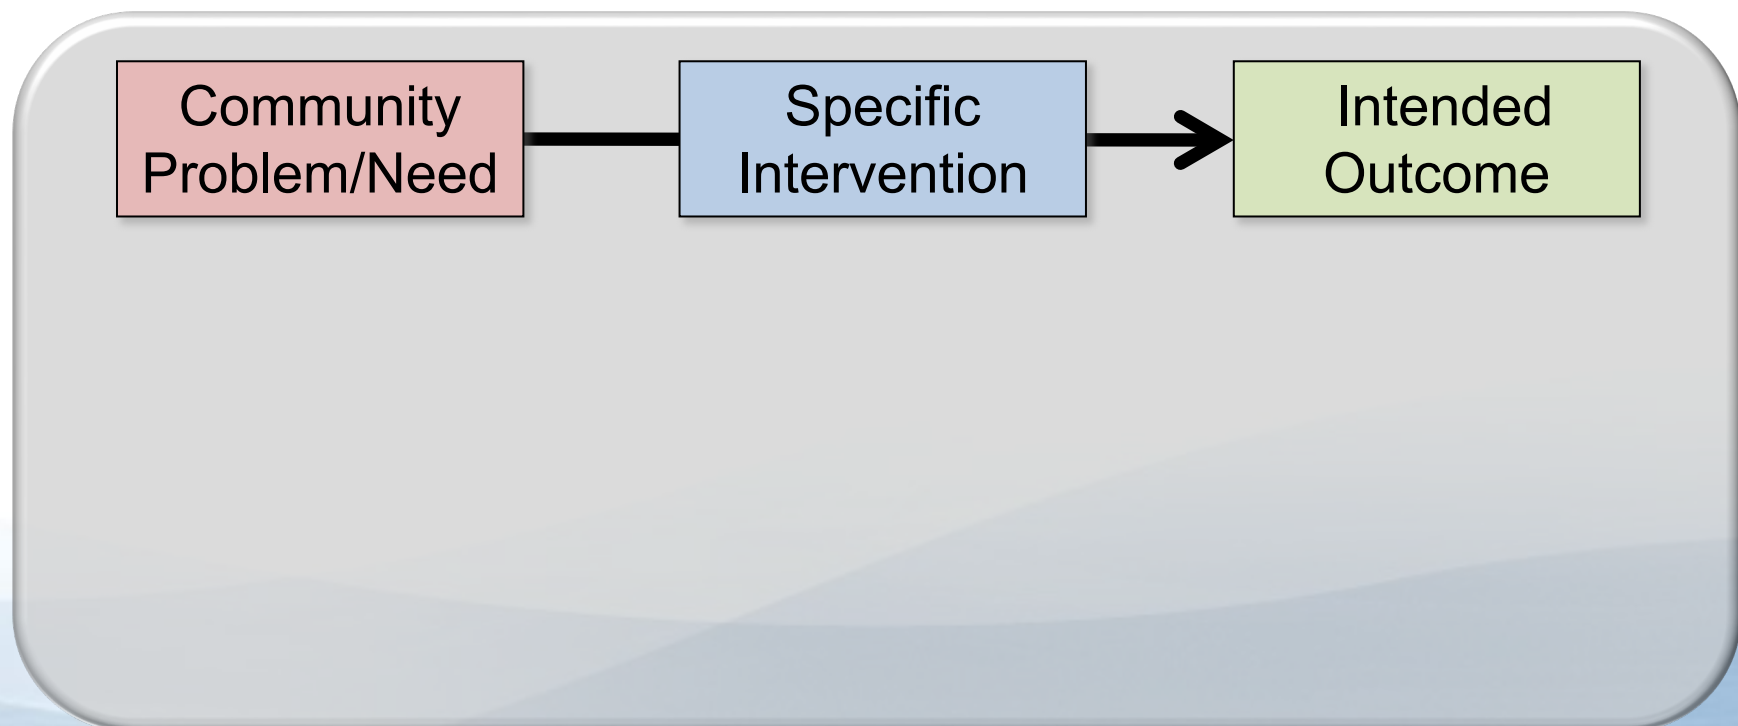 Community
Problem/Need
Specific
Intervention
Intended
Outcome